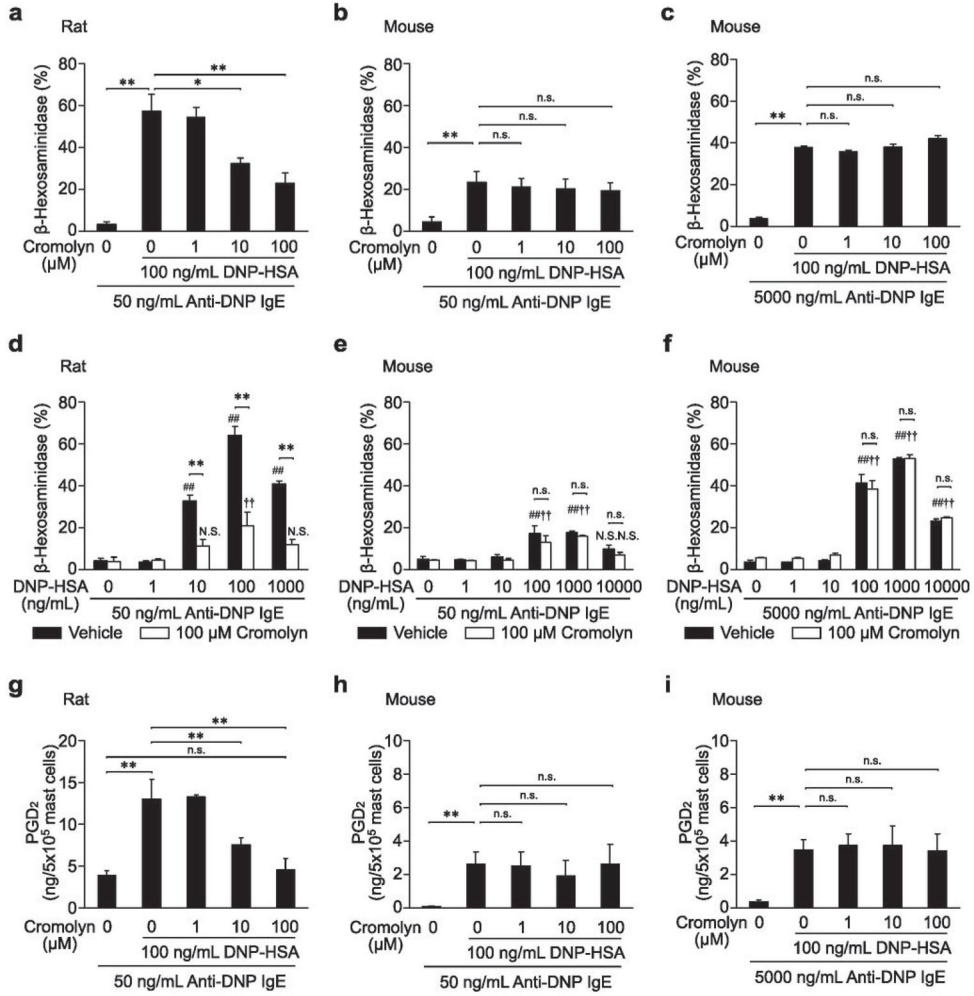 a Rat
β-Hexosaminidase (%)
80
60
40
20
0
** * **
Cromolyn 0 0 1 10 100
(μM) 100 ng/mL DNP-HSA
50 ng/mL Anti-DNP IgE
b Mouse
β-Hexosaminidase (%)
80
60
40
20
0
n.s.
n.s.
** n.s.
Cromolyn 0 0 1 10 100
(μM) 100 ng/mL DNP-HSA
50 ng/mL Anti-DNP IgE
c Mouse
β-Hexosaminidase (%)
80
60
40
20
0
n.s.
n.s.
** n.s.
Cromolyn 0 0 1 10 100
(μM) 100 ng/mL DNP-HSA
5000 ng/mL Anti-DNP IgE
d Rat
β-Hexosaminidase (%)
80
60
40
20
0
** ** **
## ## ##
N.S. †† N.S.
DNP-HSA 0 1 10 100 1000
(ng/mL) 50 ng/mL Anti-DNP IgE
Vehicle 100 μM Cromolyn
e Mouse
β-Hexosaminidase (%)
80
60
40
20
0
n.s. n.s. n.s.
##†† ##†† N.S.N.S.
DNP-HSA 0 1 10 100 1000 10000
(ng/mL) 50 ng/mL Anti-DNP IgE
Vehicle 100 μM Cromolyn
f Mouse
β-Hexosaminidase (%)
80
60
40
20
0
n.s. n.s. n.s.
##†† ##†† ##††
DNP-HSA 0 1 10 100 1000 10000
(ng/mL) 5000 ng/mL Anti-DNP IgE
Vehicle 100 μM Cromolyn
g Rat
PGD₂
(ng/5x10⁵ mast cells)
20
15
10
5
0
**
**
n.s.
**
Cromolyn 0 0 1 10 100
(μM) 100 ng/mL DNP-HSA
50 ng/mL Anti-DNP IgE
h Mouse
PGD₂
(ng/5x10⁵ mast cells)
10
8
6
4
2
0
n.s.
n.s.
** n.s.
Cromolyn 0 0 1 10 100
(μM) 100 ng/mL DNP-HSA
50 ng/mL Anti-DNP IgE
i Mouse
PGD₂
(ng/5x10⁵ mast cells)
10
8
6
4
2
0
n.s.
n.s.
** n.s.
Cromolyn 0 0 1 10 100
(μM) 100 ng/mL DNP-HSA
5000 ng/mL Anti-DNP IgE